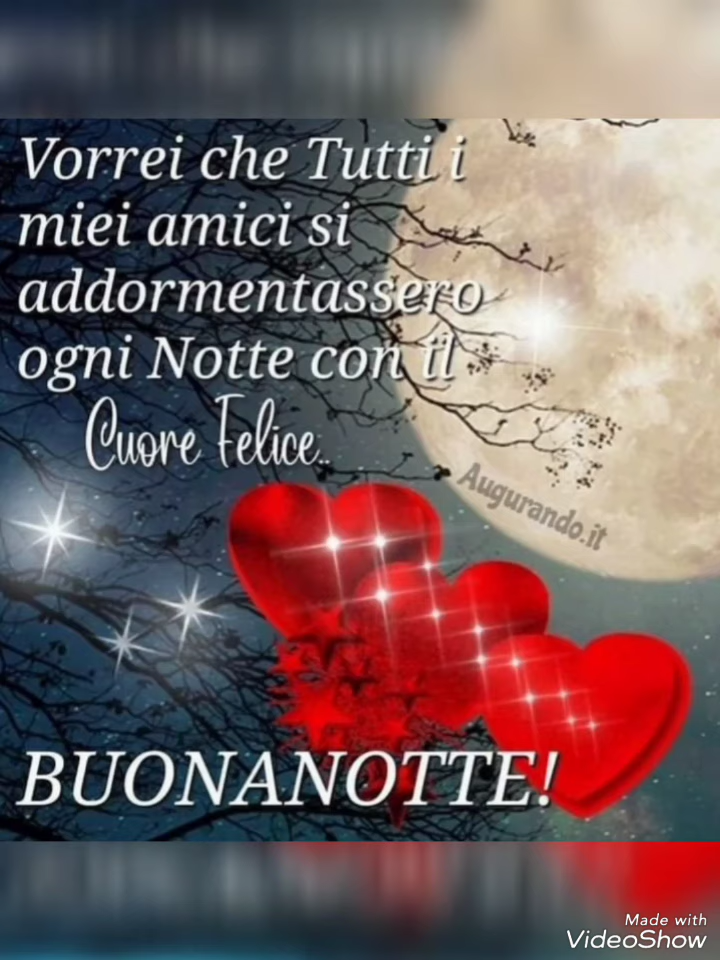 Vorrei che Tutti i
miei amici si
addormentassero
ogni Notte con il
Cuore Felice..
Augurando.it
BUONANOTTE!
Made with
VideoShow